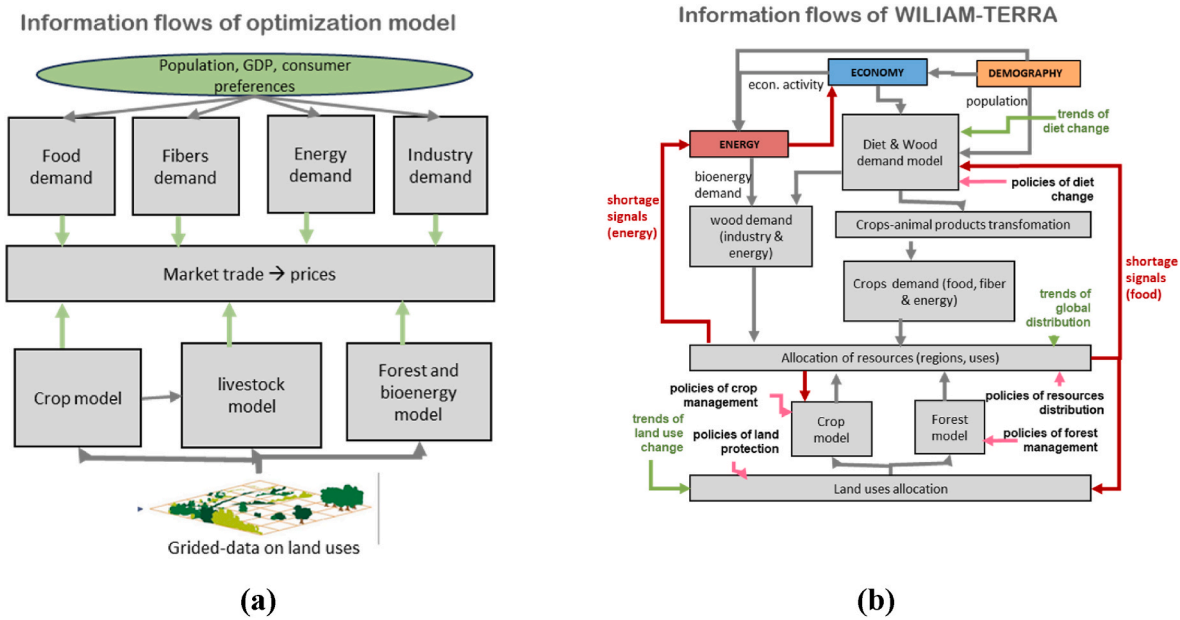 Information flows of optimization model
Population, GDP, consumer
preferences
Food
demand
Fibers
demand
Energy
demand
Industry
demand
Market trade → prices
Crop model
livestock
model
Forest and
bioenergy
model
Grided-data on land uses
(a)
Information flows of WILIAM-TERRA
ECONOMY
DEMOGRAPHY
econ. activity
population
trends of
diet change
ENERGY
Diet & Wood
demand model
bioenergy
demand
policies of diet
change
shortage
signals
(energy)
wood demand
(industry &
energy)
Crops-animal products transfomation
shortage
signals
(food)
Crops demand (food, fiber
& energy)
trends of
global
distribution
Allocation of resources (regions, uses)
policies of crop
management
policies of resources
distribution
trends of
land use
change
policies of land
protection
Crop
model
Forest
model
policies of forest
management
Land uses allocation
(b)